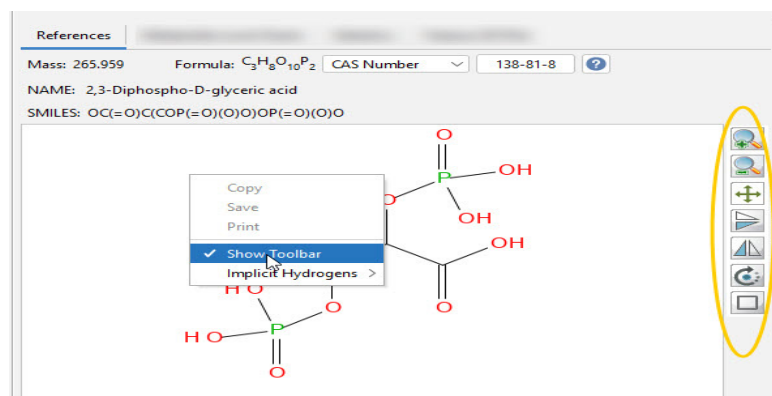 References
Mass: 265.959 Formula: C3H8O10P2 CAS Number 138-81-8 ?
NAME: 2,3-Diphospho-D-glyceric acid
SMILES: OC(=O)C(COP(=O)(O)O)OP(=O)(O)O
O
P OH
Copy
Save
O
Print
OH
OH
✓ Show Toolbar
Implicit Hydrogens >
H O
O
O
H O P
O